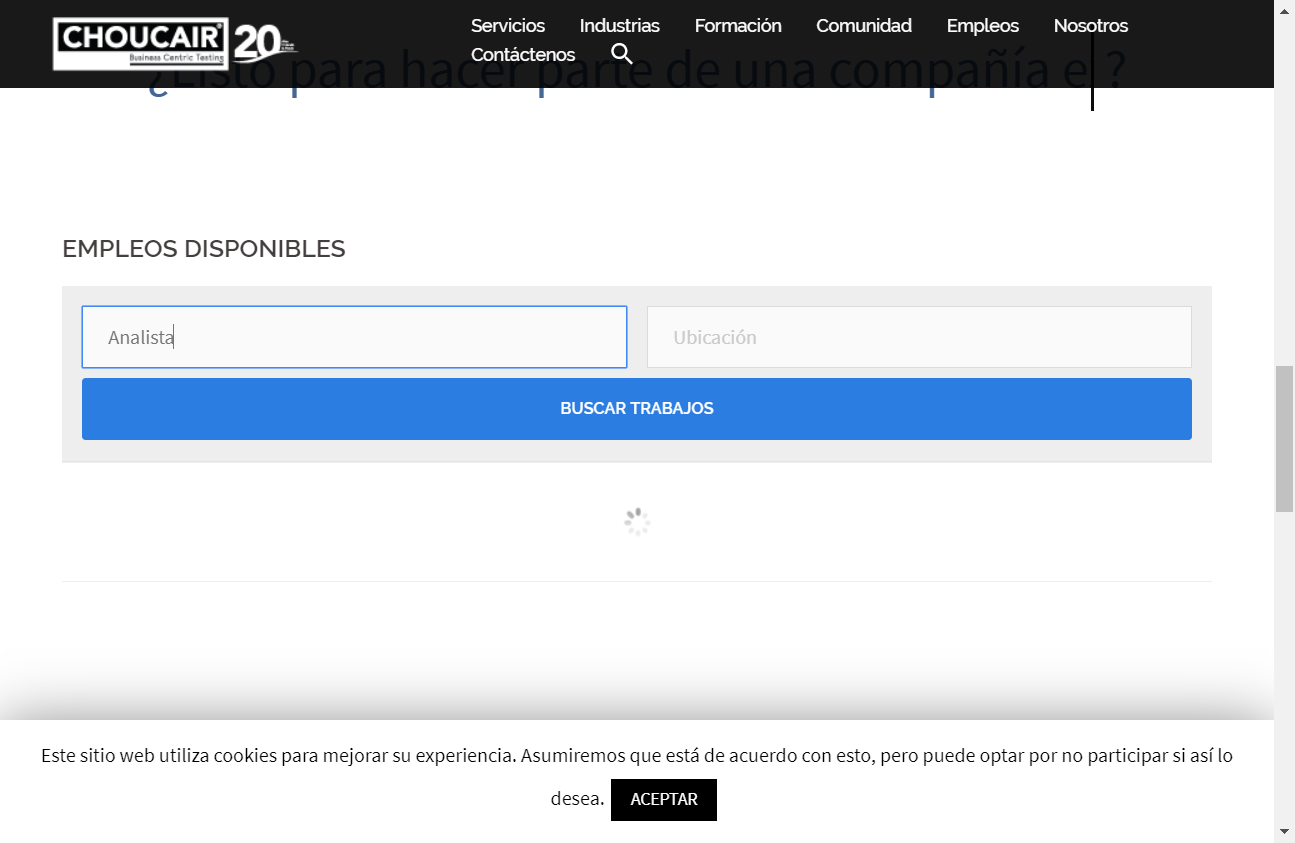 CHOUCAIR®
Business Centric Testing
20
Servicios Industrias Formación Comunidad Empleos Nosotros
Contáctenos
¿Listo para hacer parte de una compañía e ?
EMPLEOS DISPONIBLES
Analista
Ubicación
BUSCAR TRABAJOS
Este sitio web utiliza cookies para mejorar su experiencia. Asumiremos que está de acuerdo con esto, pero puede optar por no participar si así lo
desea. ACEPTAR